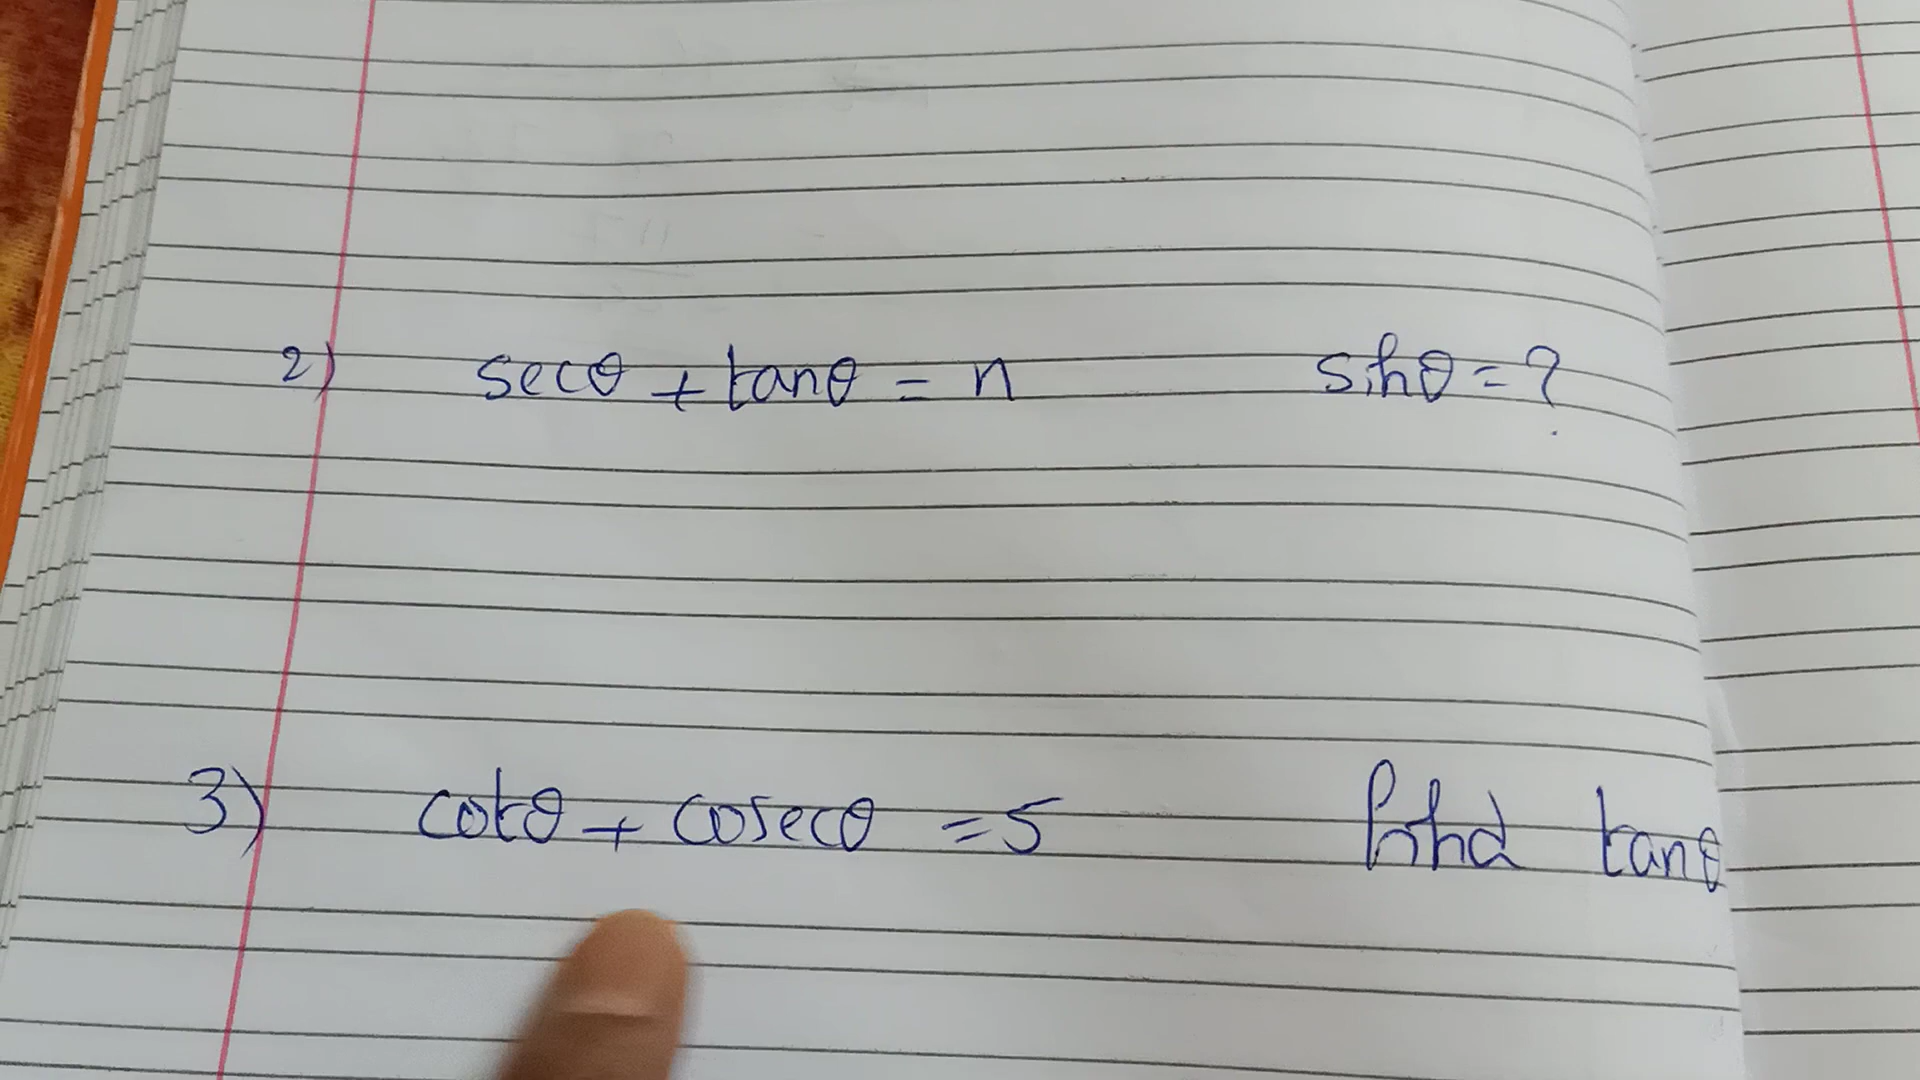 2) secθ + tanθ = n sinθ = ?
3) cotθ + cosecθ = 5 find tanθ